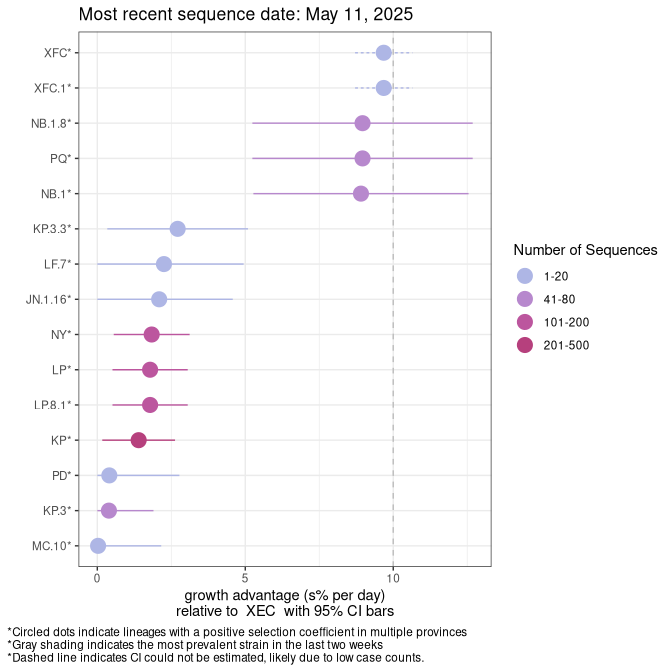 Most recent sequence date: May 11, 2025
XFC*
XFC.1*
NB.1.8*
PQ*
NB.1*
KP.3.3*
LF.7*
JN.1.16*
NY*
LP*
LP.8.1*
KP*
PD*
KP.3*
MC.10*
0 5 10
growth advantage (s% per day)
relative to XEC with 95% CI bars
Number of Sequences
1-20
41-80
101-200
201-500
*Circled dots indicate lineages with a positive selection coefficient in multiple provinces
*Gray shading indicates the most prevalent strain in the last two weeks
*Dashed line indicates CI could not be estimated, likely due to low case counts.